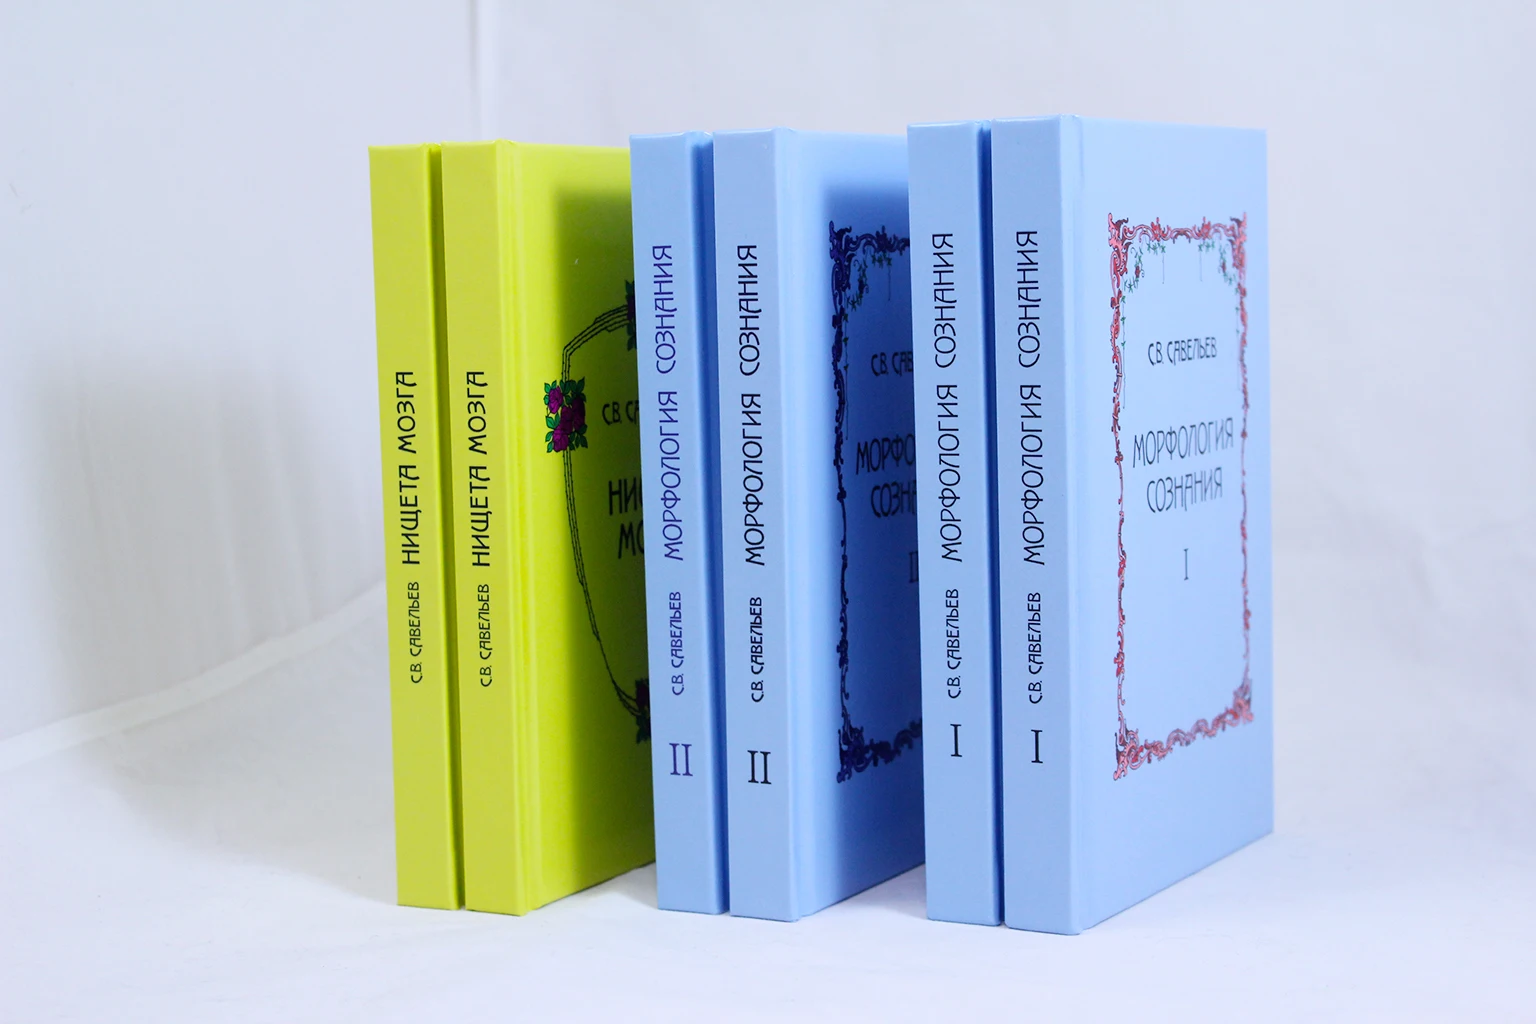 С.В. САВЕЛЬЕВ НИЩЕТА МОЗГА
С.В. САВЕЛЬЕВ НИЩЕТА МОЗГА
С.В.
II С.В. САВЕЛЬЕВ МОРФОЛОГИЯ СОЗНАНИЯ
II С.В. САВЕЛЬЕВ МОРФОЛОГИЯ СОЗНАНИЯ
С.В.
I С.В. САВЕЛЬЕВ МОРФОЛОГИЯ СОЗНАНИЯ
I С.В. САВЕЛЬЕВ МОРФОЛОГИЯ СОЗНАНИЯ
С.В. САВЕЛЬЕВ
МОРФОЛОГИЯ
СОЗНАНИЯ
I